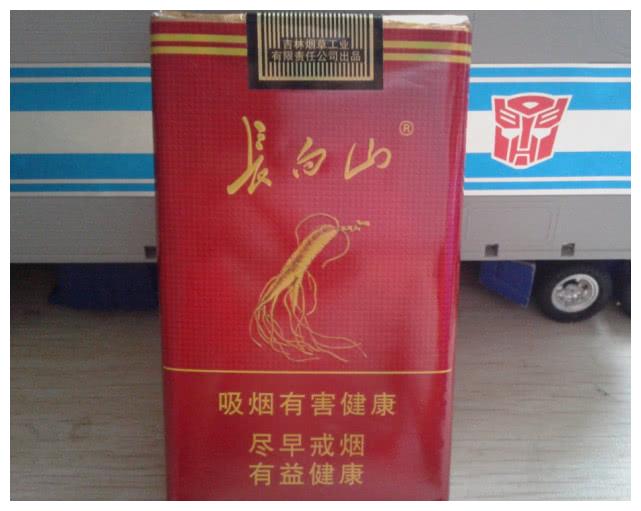 吉林烟草工业
有限责任公司出品
長白山®
吸烟有害健康
尽早戒烟
有益健康